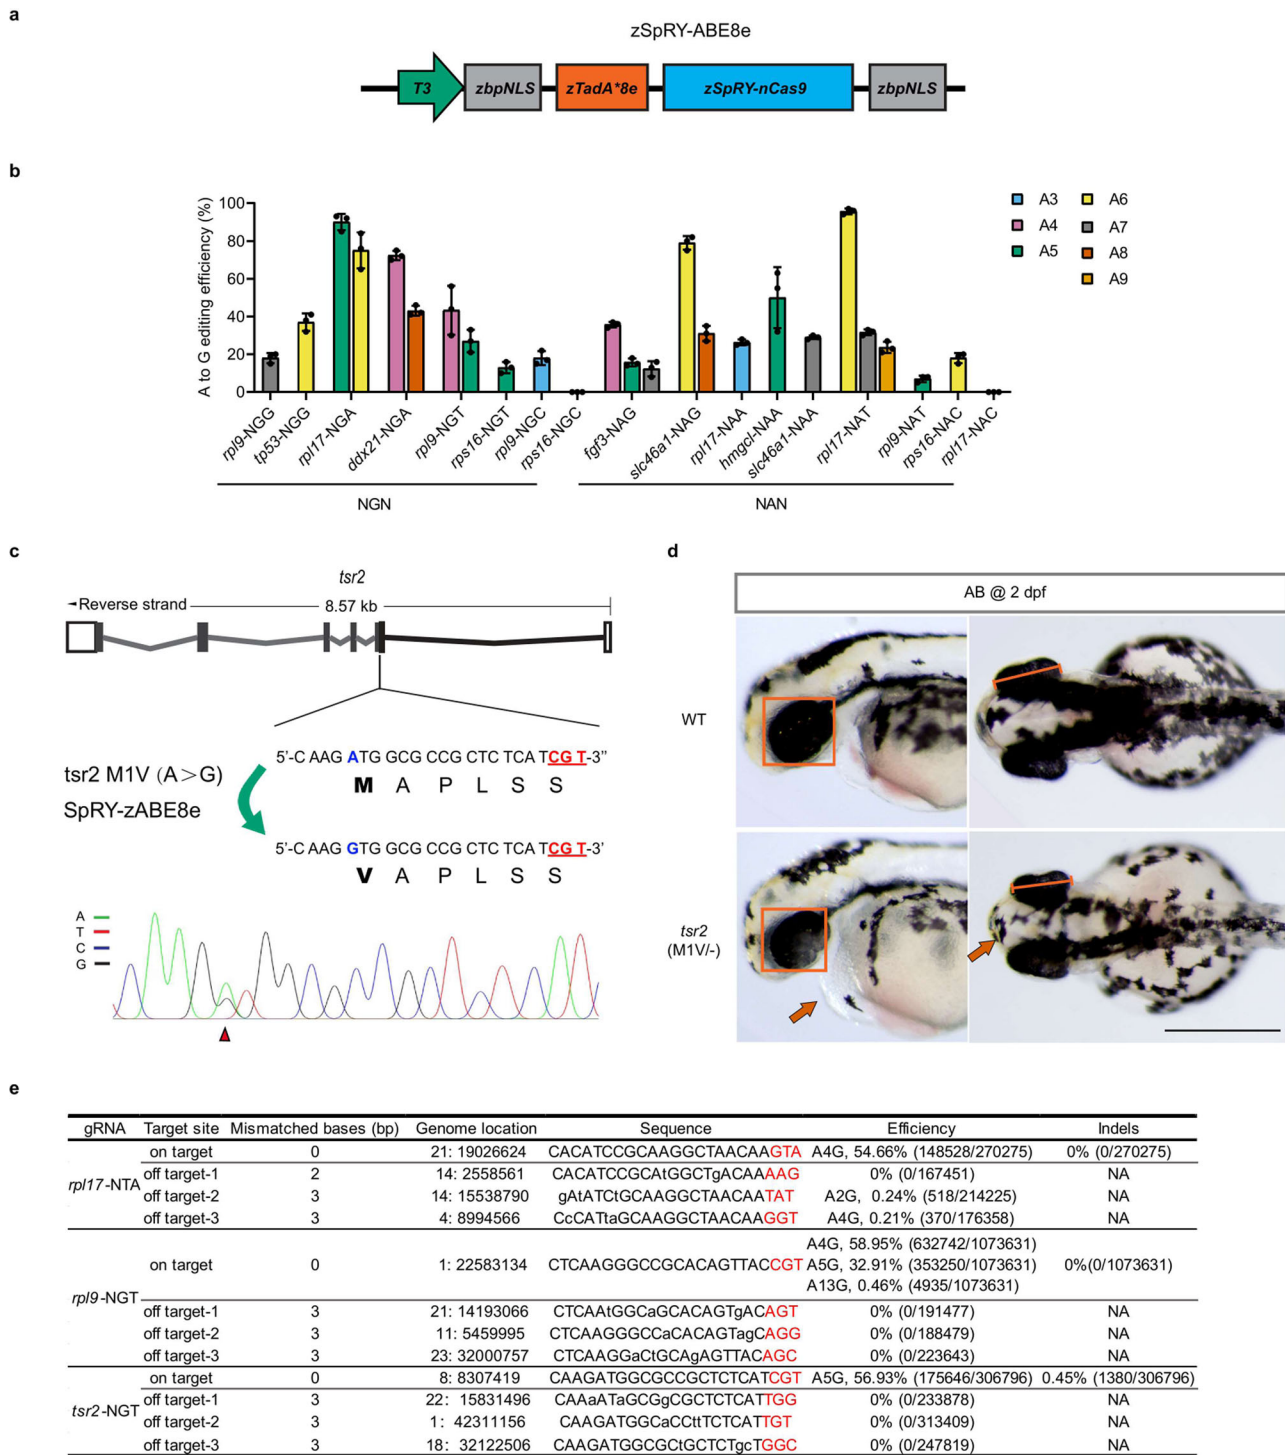 a
zSpRY-ABE8e
T3 zbpNLS zTadA*8e zSpRY-nCas9 zbpNLS
b
A to G editing efficiency (%)
100
80
60
40
20
0
A3 A6
A4 A7
A5 A8
A9
rpl9-NGG tp53-NGG rpl17-NGA ddx21-NGA rpl9-NGT rps16-NGT rpl9-NGC rps16-NGC fgf3-NAG slc46a1-NAG rpl17-NAA hmgcl-NAA slc46a1-NAA rpl17-NAT rpl9-NAT rps16-NAC rpl17-NAC
NGN NAN
c
tsr2
Reverse strand 8.57 kb
5'-C AAG ATG GCG CCG CTC TCA TCG T-3''
M A P L S S
tsr2 M1V (A>G)
SpRY-zABE8e
5'-C AAG GTG GCG CCG CTC TCA TCG T-3'
V A P L S S
A
T
C
G
d
AB @ 2 dpf
WT
tsr2
(M1V/-)
e
gRNA Target site Mismatched bases (bp) Genome location Sequence Efficiency Indels
rpl17-NTA
on target 0 21: 19026624 CACATCCGCAAGGCTAACAAGTA A4G, 54.66% (148528/270275) 0% (0/270275)
off target-1 2 14: 2558561 CACATCCGCAtGGCTgACAAAAG 0% (0/167451) NA
off target-2 3 14: 15538790 gAtATCtGCAAGGCTAACAATAT A2G, 0.24% (518/214225) NA
off target-3 3 4: 8994566 CcCATtaGCAAGGCTAACAAGGT A4G, 0.21% (370/176358) NA
rpl9-NGT
on target 0 1: 22583134 CTCAAGGGCCGCACAGTTACCGT A4G, 58.95% (632742/1073631)
A5G, 32.91% (353250/1073631) 0%(0/1073631)
A13G, 0.46% (4935/1073631)
off target-1 3 21: 14193066 CTCAAtGGCaGCACAGTgACAGT 0% (0/191477) NA
off target-2 3 11: 5459995 CTCAAGGGCCaCACAGTagCAGG 0% (0/188479) NA
off target-3 3 23: 32000757 CTCAAGGaCtGCAgAGTTACAGC 0% (0/223643) NA
tsr2-NGT
on target 0 8: 8307419 CAAGATGGCGCCGCTCTCATCGT A5G, 56.93% (175646/306796) 0.45% (1380/306796)
off target-1 3 22: 15831496 CAAaATaGCGgCGCTCTCATTGG 0% (0/233878) NA
off target-2 3 1: 42311156 CAAGATGGCaCCttTCTCATTGT 0% (0/313409) NA
off target-3 3 18: 32122506 CAAGATGGCGCtGCTCTgcTGGC 0% (0/247819) NA